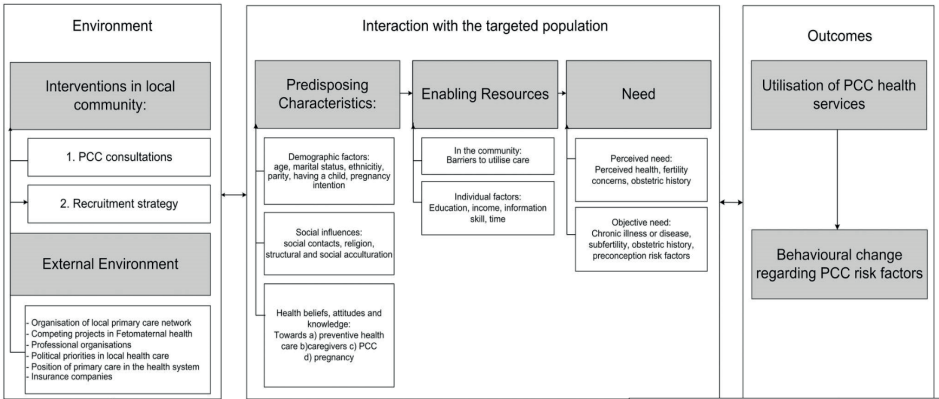 Environment
Interventions in local
community:
1. PCC consultations
2. Recruitment strategy
External Environment
- Organisation of local primary care network
- Competing projects in Fetomaternal health
- Professional organisations
- Political priorities in local health care
- Position of primary care in the health system
- Insurance companies
Interaction with the targeted population
Predisposing
Characteristics:
Demographic factors:
age, marital status, ethnicitiy,
parity, having a child, pregnancy
intention
Social influences:
social contacts, religion,
structural and social acculturation
Health beliefs, attitudes and
knowledge:
Towards a) preventive health
care b)caregivers c) PCC
d) pregnancy
Enabling Resources
In the community:
Barriers to utilise care
Individual factors:
Education, income, information
skill, time
Need
Perceived need:
Perceived health, fertility
concerns, obstetric history
Objective need:
Chronic illness or disease,
subfertility, obstetric history,
preconception risk factors
Outcomes
Utilisation of PCC health
services
Behavioural change
regarding PCC risk factors